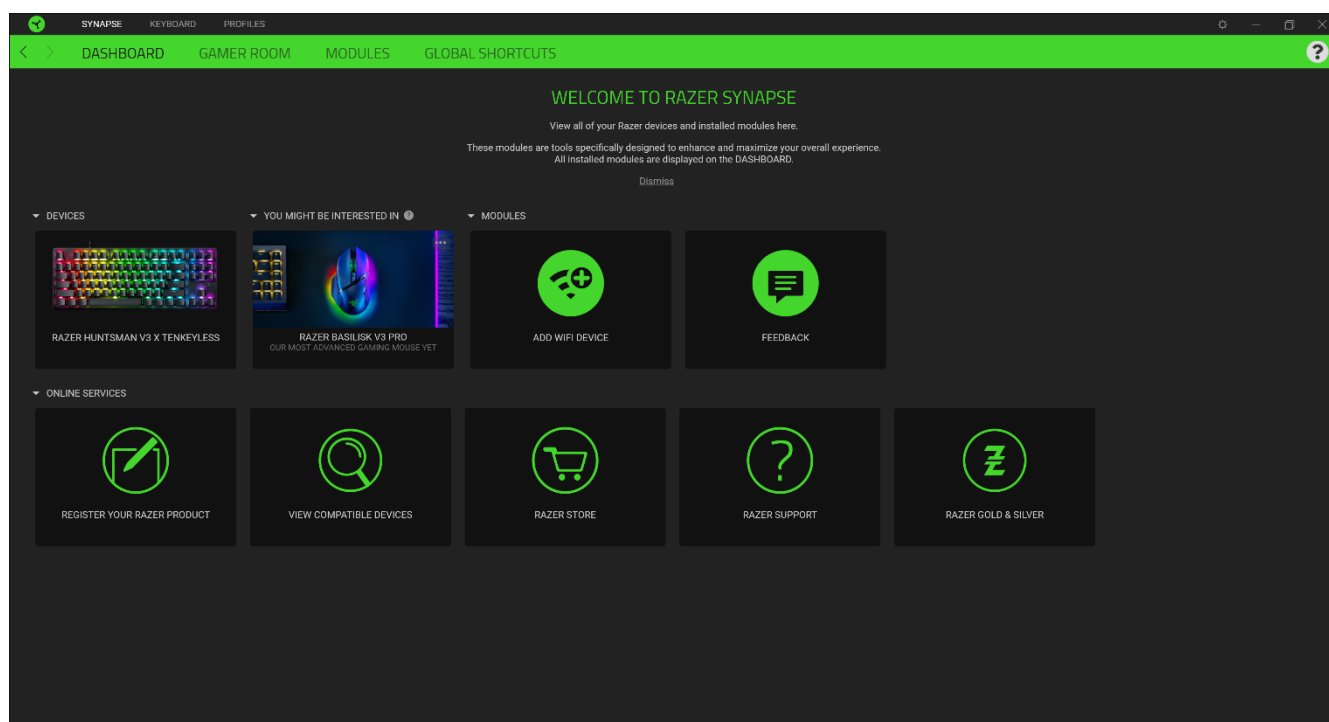 SYNAPSE KEYBOARD PROFILES
DASHBOARD GAMER ROOM MODULES GLOBAL SHORTCUTS
?
WELCOME TO RAZER SYNAPSE
View all of your Razer devices and installed modules here.
These modules are tools specifically designed to enhance and maximize your overall experience.
All installed modules are displayed on the DASHBOARD.
Dismiss
DEVICES
YOU MIGHT BE INTERESTED IN ?
MODULES
RAZER HUNTSMAN V3 X TENKEYLESS
RAZER BASILISK V3 PRO
OUR MOST ADVANCED GAMING MOUSE YET
ADD WIFI DEVICE
FEEDBACK
ONLINE SERVICES
REGISTER YOUR RAZER PRODUCT
VIEW COMPATIBLE DEVICES
RAZER STORE
RAZER SUPPORT
RAZER GOLD & SILVER